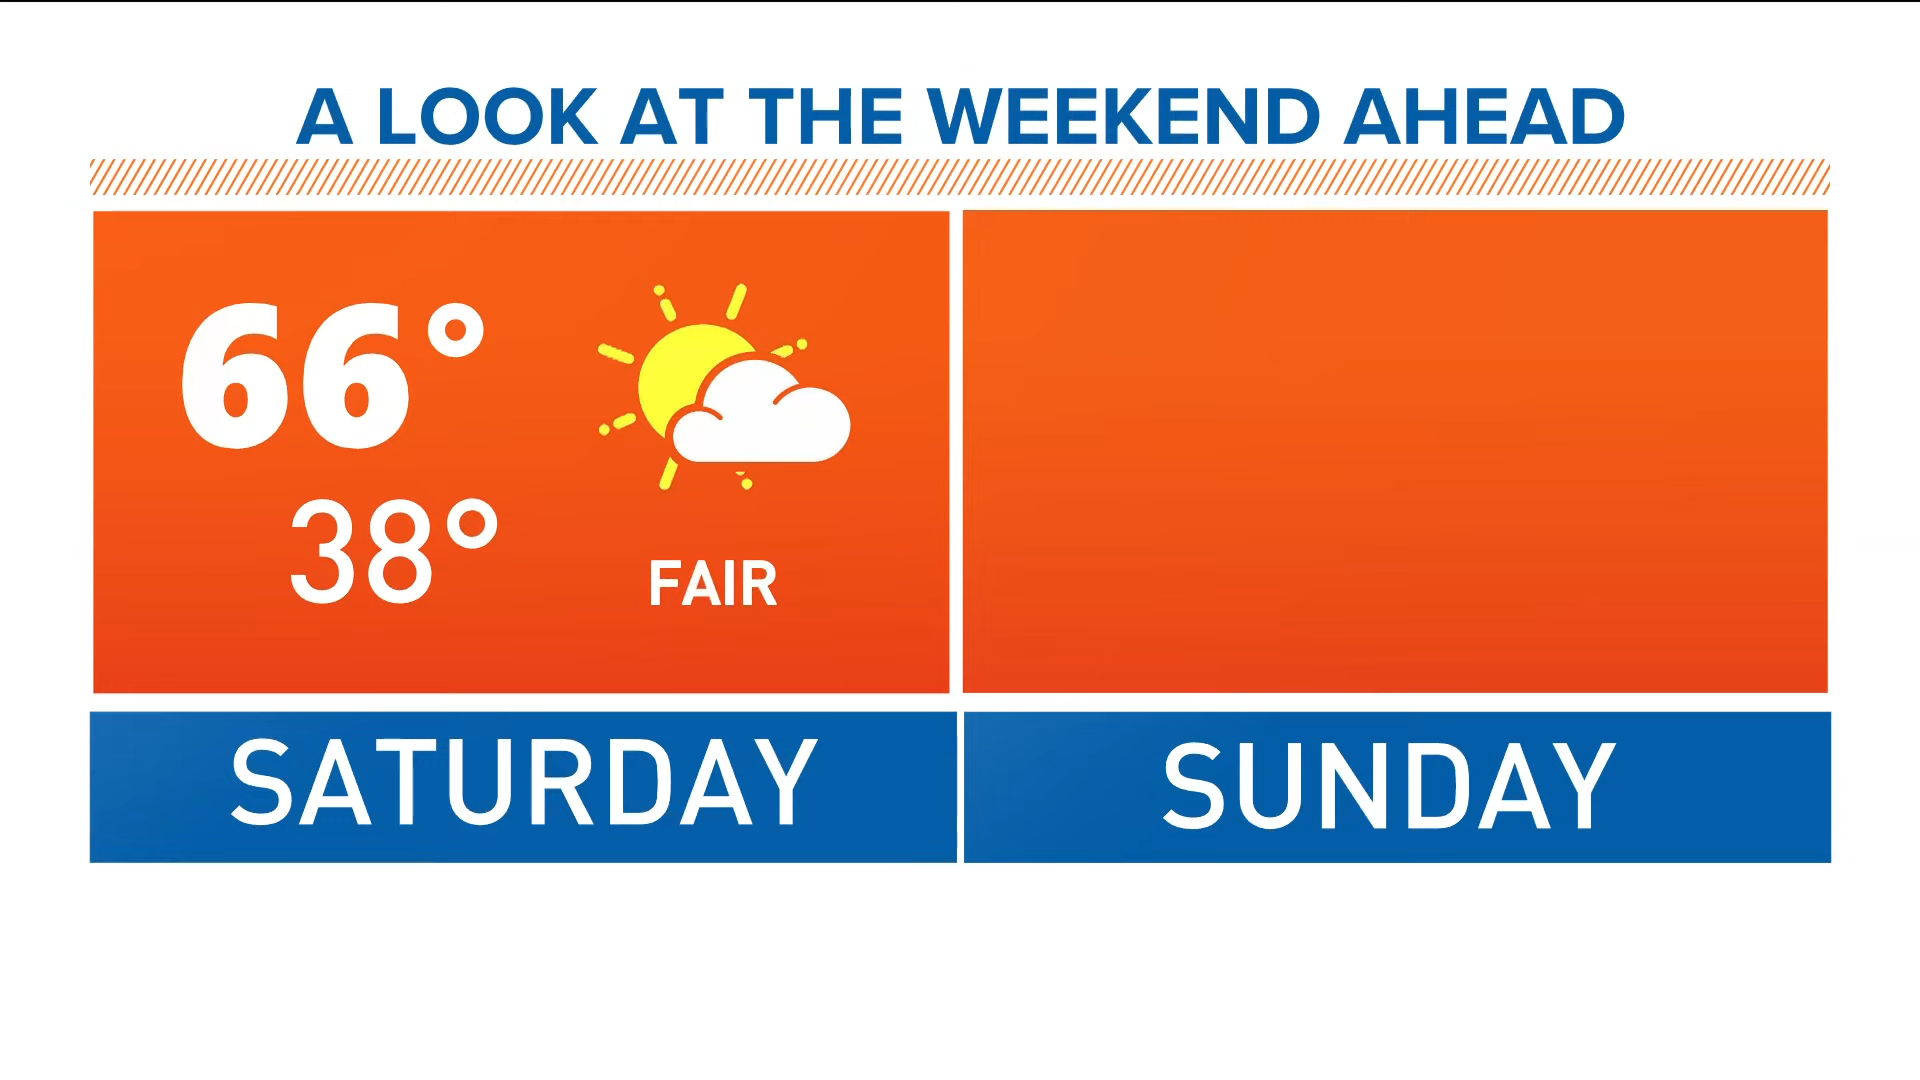 A LOOK AT THE WEEKEND AHEAD
66°
38°
FAIR
SATURDAY
SUNDAY